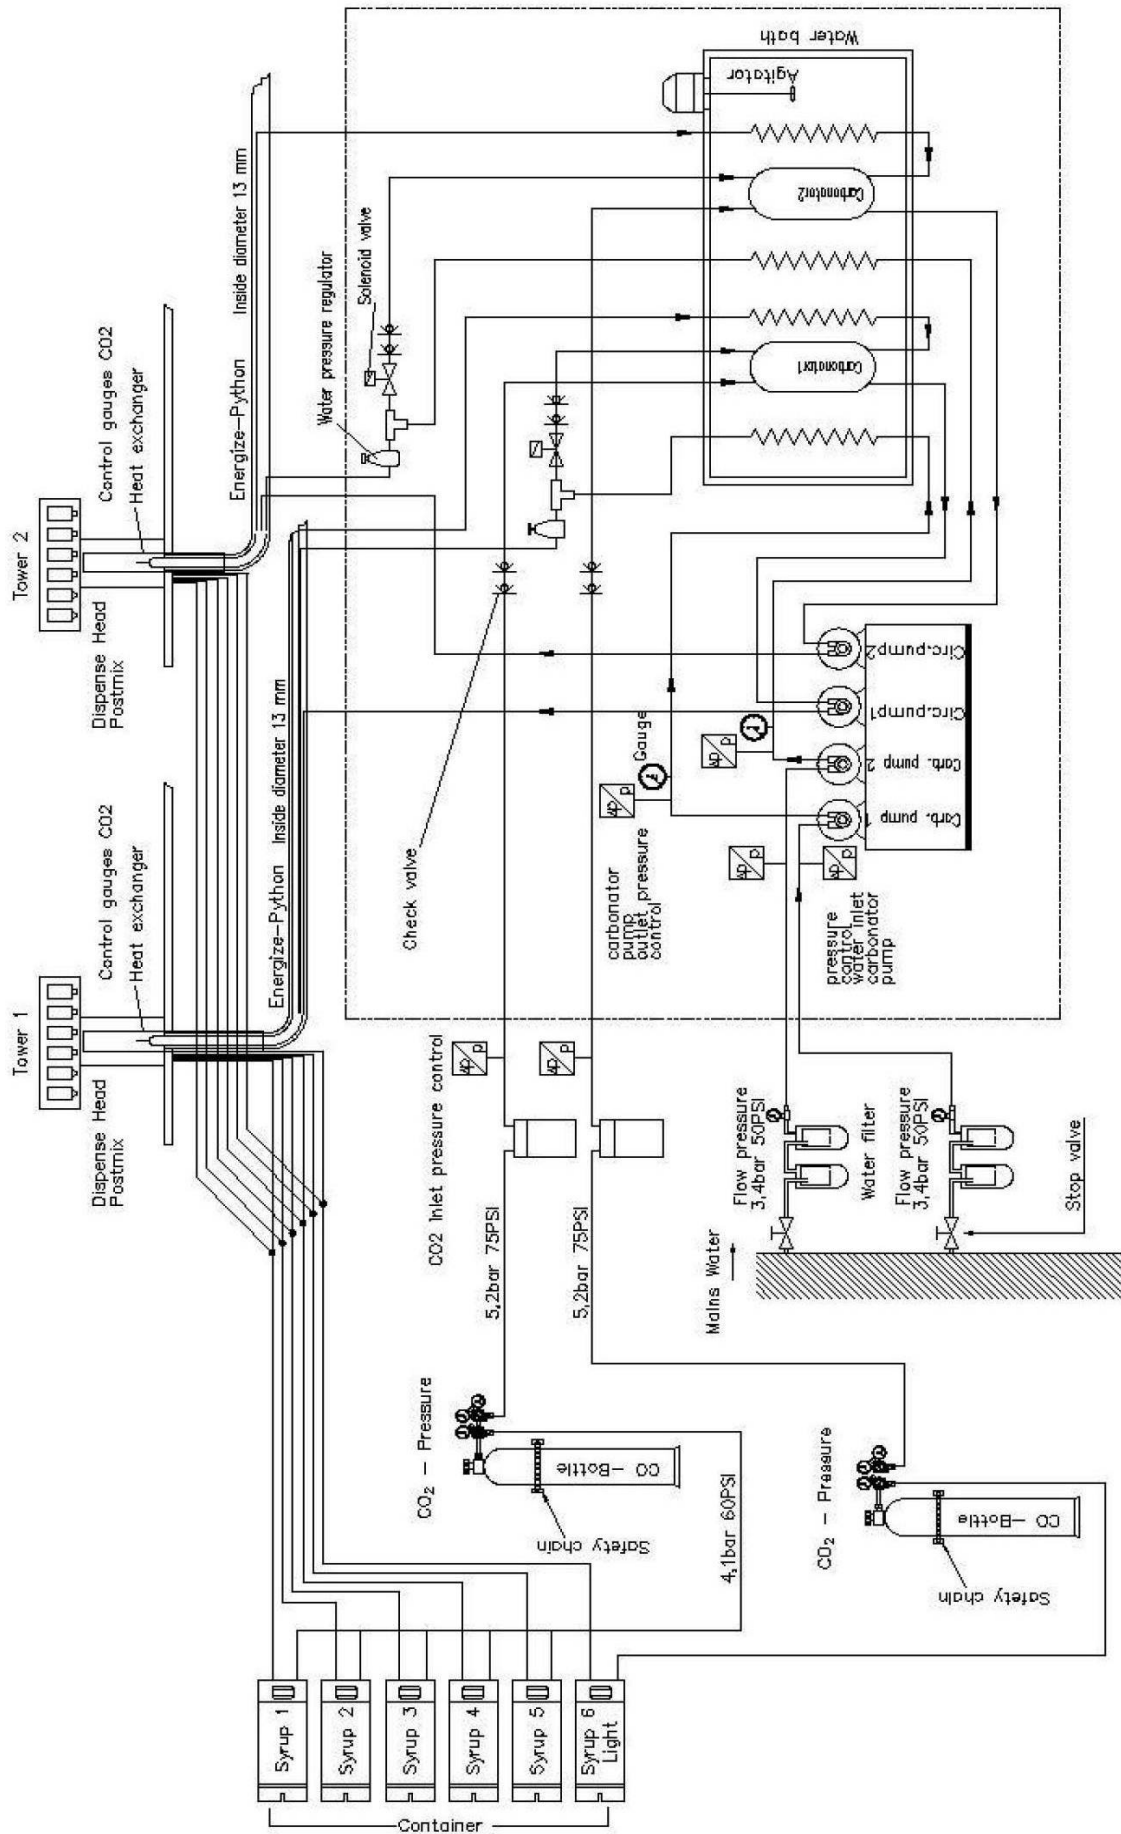 Tower 1
Dispense Head
Postmix
Control gauges CO2
Heat exchanger
Energize-Python
Inside diameter 13 mm
Tower 2
Dispense Head
Postmix
Control gauges CO2
Heat exchanger
Energize-Python
Inside diameter 13 mm
Water pressure regulator
Solenoid valve
Water bath
Agitator
Carbonator2
Carbonator1
Check valve
Gauge
carbonator
pump
outlet pressure
control
pressure
control
water inlet
carbonator
pump
Carb. pump 1
Carb. pump 2
Circ.pump1
Circ.pump2
CO2 Inlet pressure control
5,2bar 75PSI
5,2bar 75PSI
Flow pressure
3,4bar 50PSI
Water filter
Flow pressure
3,4bar 50PSI
Stop valve
Mains Water
CO2 - Pressure
CO -Bottle
Safety chain
4,1bar 60PSI
CO2 - Pressure
CO -Bottle
Safety chain
Syrup 1
Syrup 2
Syrup 3
Syrup 4
Syrup 5
Syrup 6
Light
Container